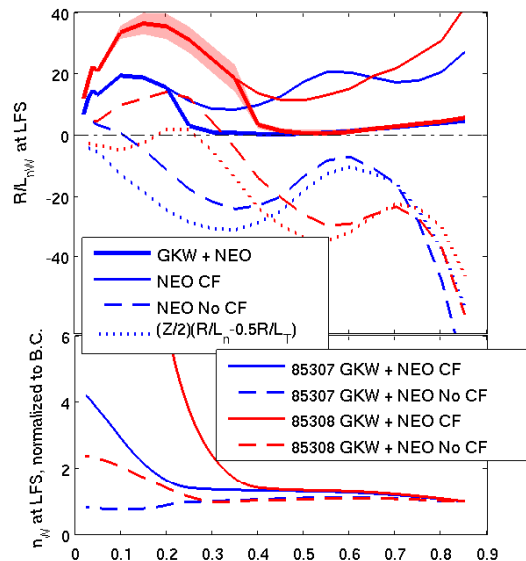 40
20
0
-20
-40
R/L_nW at LFS
GKW + NEO
NEO CF
NEO No CF
(Z/2)(R/L_n-0.5R/L_T)
6
4
2
0
n_W at LFS, normalized to B.C.
85307 GKW + NEO CF
85307 GKW + NEO No CF
85308 GKW + NEO CF
85308 GKW + NEO No CF
0 0.1 0.2 0.3 0.4 0.5 0.6 0.7 0.8 0.9